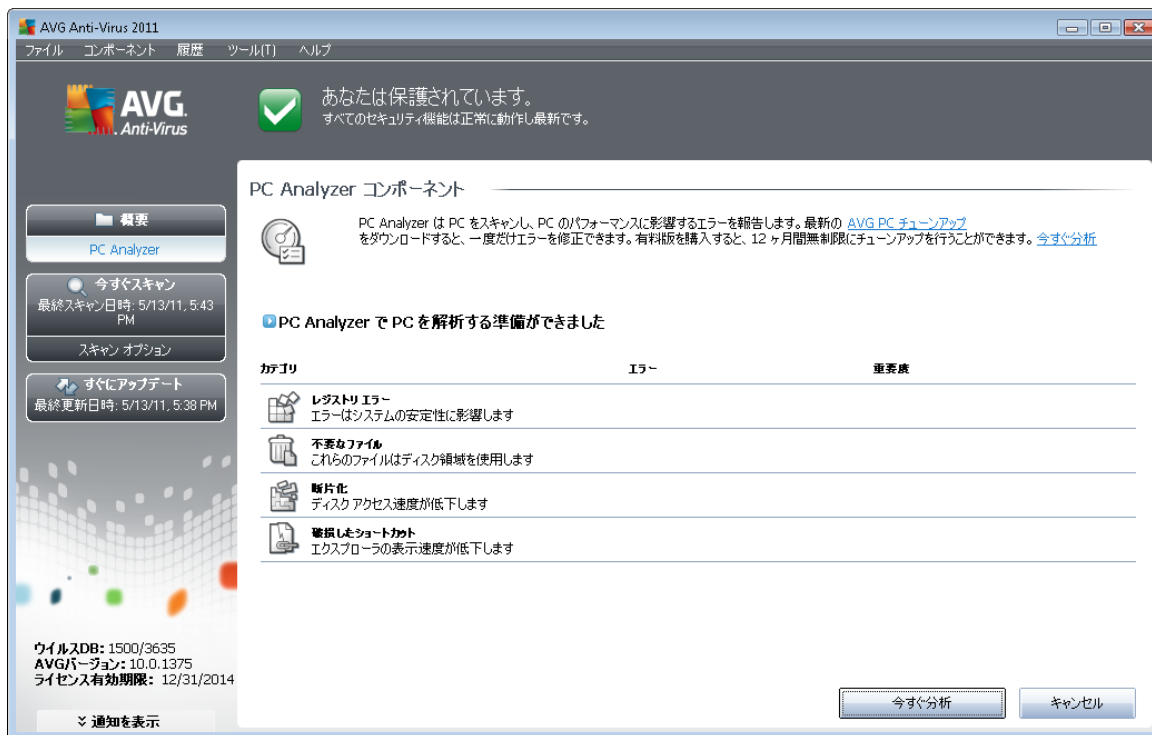 AVG Anti-Virus 2011
ファイル コンポーネント 履歴 ツール(T) ヘルプ
AVG.
Anti-Virus
あなたは保護されています。
すべてのセキュリティ機能は正常に動作し最新です。
概要
PC Analyzer
今すぐスキャン
最終スキャン日時: 5/13/11, 5:43
PM
スキャン オプション
すぐにアップデート
最終更新日時: 5/13/11, 5:38 PM
ウイルスDB: 1500/3635
AVGバージョン: 10.0.1375
ライセンス有効期限: 12/31/2014
通知を表示
PC Analyzer コンポーネント
PC Analyzer は PC をスキャンし、PC のパフォーマンスに影響するエラーを報告します。最新の AVG PC チューンアップ
をダウンロードすると、一度だけエラーを修正できます。有料版を購入すると、12 ヶ月間無制限にチューンアップを行うことができます。 今すぐ分析
PC Analyzer で PC を解析する準備ができました
カテゴリ エラー 重要度
レジストリ エラー
エラーはシステムの安定性に影響します
不要なファイル
これらのファイルはディスク領域を使用します
断片化
ディスク アクセス速度が低下します
破損したショートカット
エクスプローラの表示速度が低下します
今すぐ分析 キャンセル